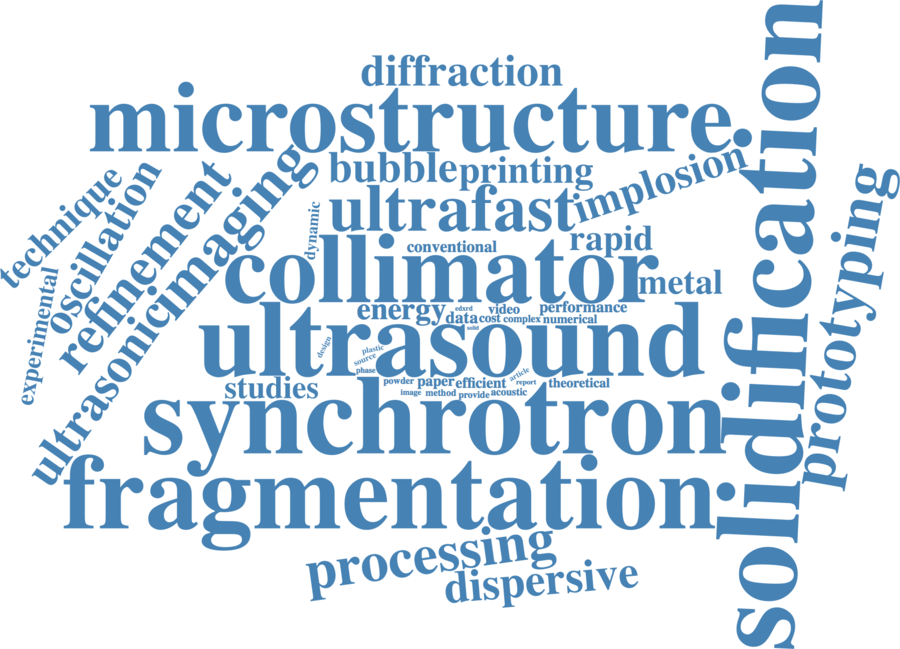 diffraction
microstructure
bubble
printing
implosion
technique
oscillation
refinement
ultrasonic
imaging
dynamic
ultrafast
conventional
rapid
solidification
prototyping
experimental
collimator
metal
energy
edxrd
video
performance
data
cost
complex
numerical
solid
ultrasound
design
plastic
source
phase
powder
paper
efficient
article
report
theoretical
studies
image
method
provide
acoustic
synchrotron
fragmentation
processing
dispersive